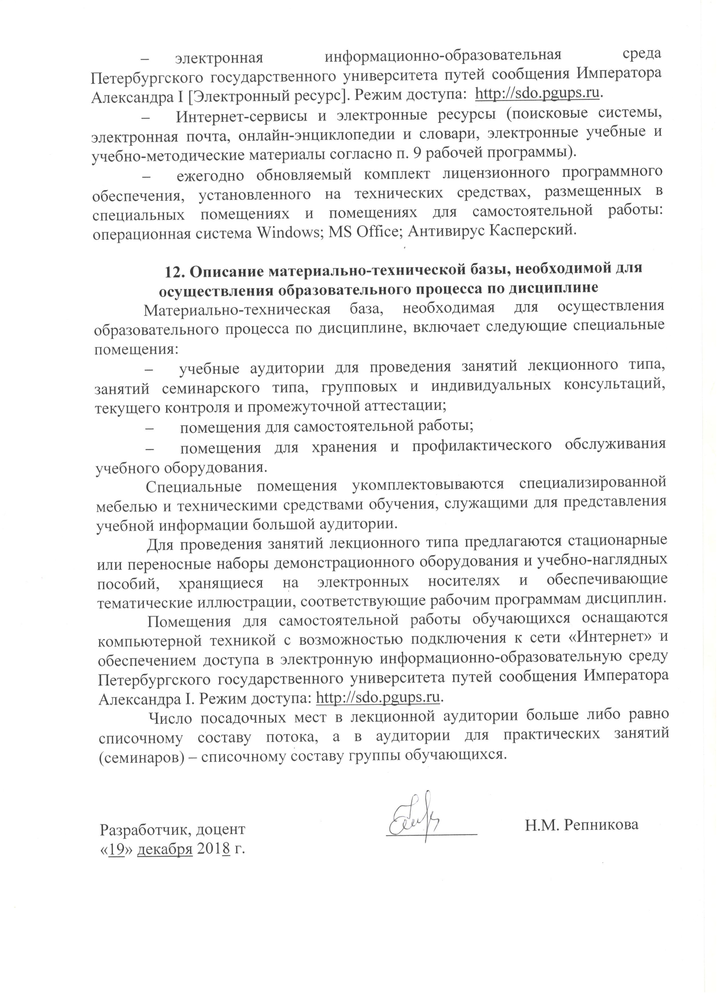 – электронная информационно-образовательная среда
Петербургского государственного университета путей сообщения Императора
Александра I [Электронный ресурс]. Режим доступа: http://sdo.pgups.ru.
– Интернет-сервисы и электронные ресурсы (поисковые системы,
электронная почта, онлайн-энциклопедии и словари, электронные учебные и
учебно-методические материалы согласно п. 9 рабочей программы).
– ежегодно обновляемый комплект лицензионного программного
обеспечения, установленного на технических средствах, размещенных в
специальных помещениях и помещениях для самостоятельной работы:
операционная система Windows; MS Office; Антивирус Касперский.
12. Описание материально-технической базы, необходимой для
осуществления образовательного процесса по дисциплине
Материально-техническая база, необходимая для осуществления
образовательного процесса по дисциплине, включает следующие специальные
помещения:
– учебные аудитории для проведения занятий лекционного типа,
занятий семинарского типа, групповых и индивидуальных консультаций,
текущего контроля и промежуточной аттестации;
– помещения для самостоятельной работы;
– помещения для хранения и профилактического обслуживания
учебного оборудования.
Специальные помещения укомплектовываются специализированной
мебелью и техническими средствами обучения, служащими для представления
учебной информации большой аудитории.
Для проведения занятий лекционного типа предлагаются стационарные
или переносные наборы демонстрационного оборудования и учебно-наглядных
пособий, хранящиеся на электронных носителях и обеспечивающие
тематические иллюстрации, соответствующие рабочим программам дисциплин.
Помещения для самостоятельной работы обучающихся оснащаются
компьютерной техникой с возможностью подключения к сети «Интернет» и
обеспечением доступа в электронную информационно-образовательную среду
Петербургского государственного университета путей сообщения Императора
Александра I. Режим доступа: http://sdo.pgups.ru.
Число посадочных мест в лекционной аудитории больше либо равно
списочному составу потока, а в аудитории для практических занятий
(семинаров) – списочному составу группы обучающихся.
Разработчик, доцент Н.М. Репникова
«19» декабря 2018 г.